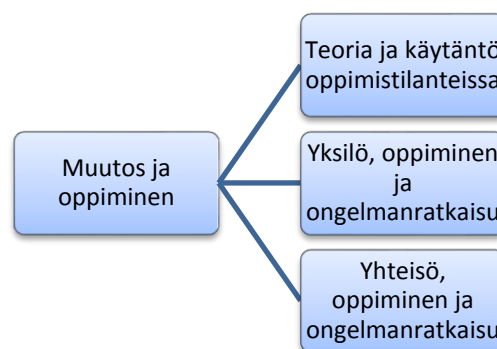 Muutos ja
oppiminen
Teoria ja käytäntö
oppimistilanteissa
Yksilö, oppiminen
ja
ongelmanratkaisu
Yhteisö,
oppiminen ja
ongelmanratkaisu